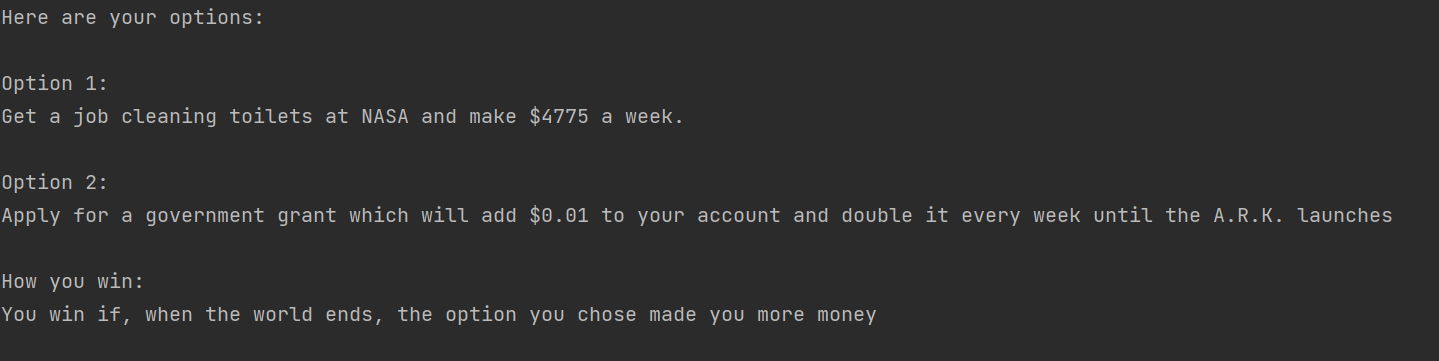 Here are your options:
Option 1:
Get a job cleaning toilets at NASA and make $4775 a week.
Option 2:
Apply for a government grant which will add $0.01 to your account and double it every week until the A.R.K. launches
How you win:
You win if, when the world ends, the option you chose made you more money